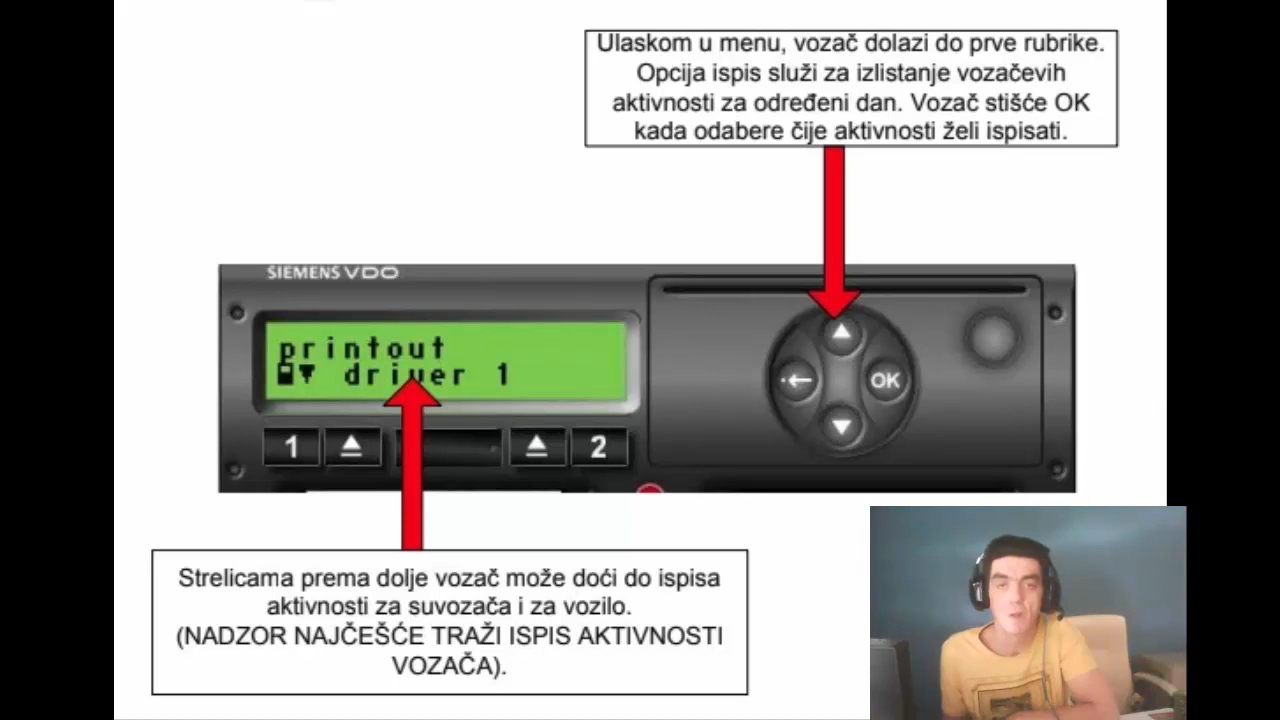 Ulaskom u menu, vozač dolazi do prve rubrike.
Opcija ispis služi za izlistanje vozačevih
aktivnosti za određeni dan. Vozač stišće OK
kada odabere čije aktivnosti želi ispisati.
SIEMENS VDO
printout
driver 1
OK
1
2
Strelicama prema dolje vozač može doći do ispisa
aktivnosti za suvozača i za vozilo.
(NADZOR NAJČEŠĆE TRAŽI ISPIS AKTIVNOSTI
VOZAČA).